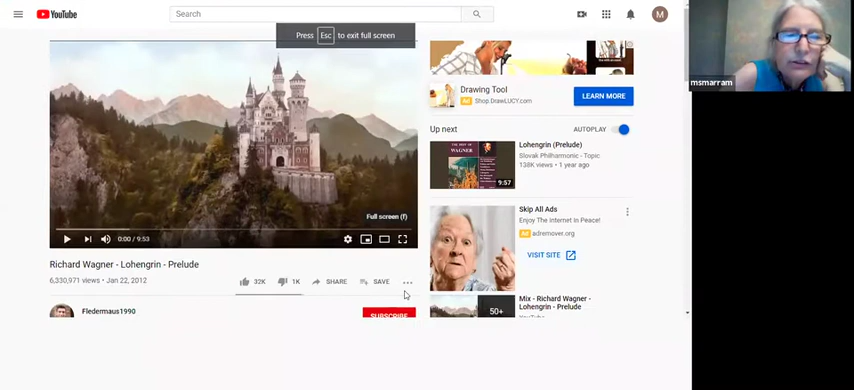 YouTube
Search
M
Press Esc to exit full screen
msmarram
Drawing Tool
Ad Shop.DrawLUCY.com
LEARN MORE
Up next
AUTOPLAY
Lohengrin (Prelude)
Slovak Philharmonic - Topic
138K views • 1 year ago
9:57
Skip All Ads
Enjoy The Internet in Peace!
Ad adremover.org
VISIT SITE
Full screen (f)
0:00 / 9:53
Richard Wagner - Lohengrin - Prelude
6,330,971 views • Jan 22, 2012
32K
1K
SHARE
SAVE
Mix - Richard Wagner -
Lohengrin - Prelude
50+
Fledermaus1990
SUBSCRIBE